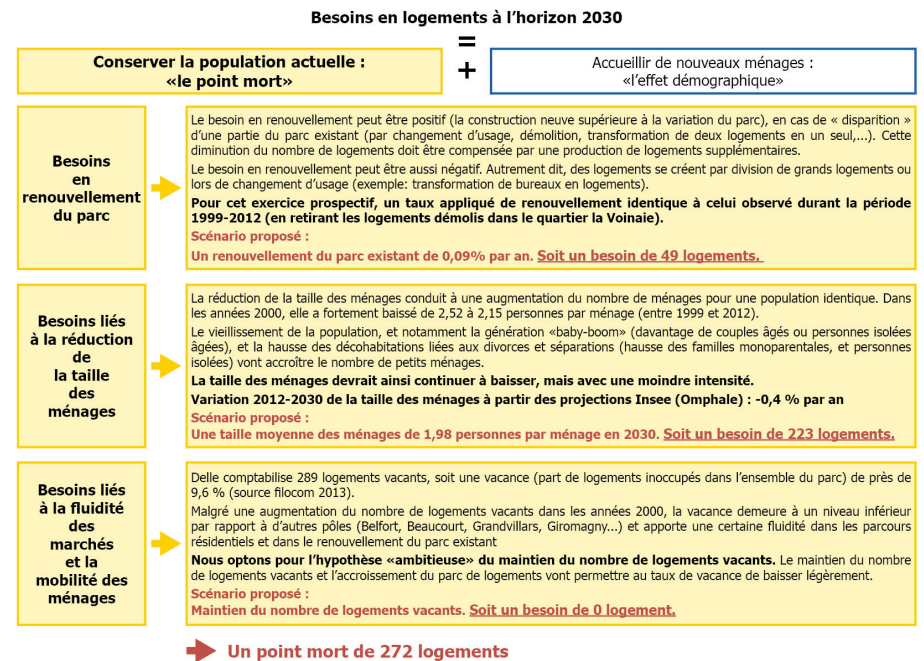 Besoins en logements à l'horizon 2030
=
Conserver la population actuelle :
«le point mort»
+
Accueillir de nouveaux ménages :
«l'effet démographique»
Besoins
en
renouvellement
du parc
Le besoin en renouvellement peut être positif (la construction neuve supérieure à la variation du parc), en cas de « disparition »
d'une partie du parc existant (par changement d'usage, démolition, transformation de deux logements en un seul,...). Cette
diminution du nombre de logements doit être compensée par une production de logements supplémentaires.
Le besoin en renouvellement peut être aussi négatif. Autrement dit, des logements se créent par division de grands logements ou
lors de changement d'usage (exemple: transformation de bureaux en logements).
Pour cet exercice prospectif, un taux appliqué de renouvellement identique à celui observé durant la période
1999-2012 (en retirant les logements démolis dans le quartier la Voinaie).
Scénario proposé :
Un renouvellement du parc existant de 0,09% par an. Soit un besoin de 49 logements.
Besoins liés
à la réduction
de
la taille
des
ménages
La réduction de la taille des ménages conduit à une augmentation du nombre de ménages pour une population identique. Dans
les années 2000, elle a fortement baissé de 2,52 à 2,15 personnes par ménage (entre 1999 et 2012).
Le vieillissement de la population, et notamment la génération «baby-boom» (davantage de couples âgés ou personnes isolées
âgées), et la hausse des décohabitations liées aux divorces et séparations (hausse des familles monoparentales, et personnes
isolées) vont accroître le nombre de petits ménages.
La taille des ménages devrait ainsi continuer à baisser, mais avec une moindre intensité.
Variation 2012-2030 de la taille des ménages à partir des projections Insee (Omphale) : -0,4 % par an
Scénario proposé :
Une taille moyenne des ménages de 1,98 personnes par ménage en 2030. Soit un besoin de 223 logements.
Besoins liés
à la fluidité
des
marchés
et la
mobilité des
ménages
Delle comptabilise 289 logements vacants, soit une vacance (part de logements inoccupés dans l'ensemble du parc) de près de
9,6 % (source filocom 2013).
Malgré une augmentation du nombre de logements vacants dans les années 2000, la vacance demeure à un niveau inférieur
par rapport à d'autres pôles (Belfort, Beaucourt, Grandvillars, Giromagny...) et apporte une certaine fluidité dans les parcours
résidentiels et dans le renouvellement du parc existant
Nous optons pour l'hypothèse «ambitieuse» du maintien du nombre de logements vacants. Le maintien du nombre
de logements vacants et l'accroissement du parc de logements vont permettre au taux de vacance de baisser légèrement.
Scénario proposé :
Maintien du nombre de logements vacants. Soit un besoin de 0 logement.
Un point mort de 272 logements